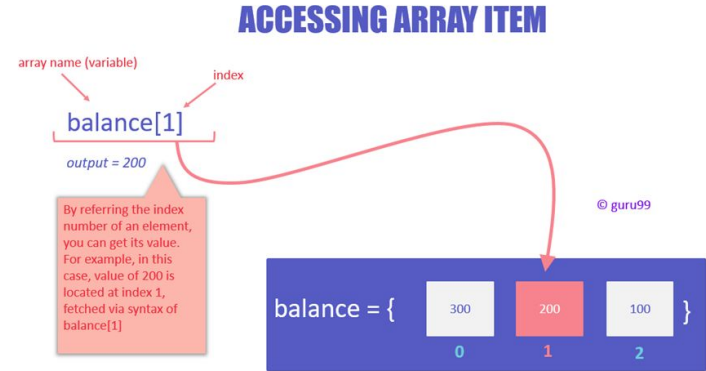 ACCESSING ARRAY ITEM
array name (variable)
index
balance[1]
output = 200
By referring the index
number of an element,
you can get its value.
For example, in this
case, value of 200 is
located at index 1,
fetched via syntax of
balance[1]
© guru99
balance = { 300 200 100 }
0 1 2